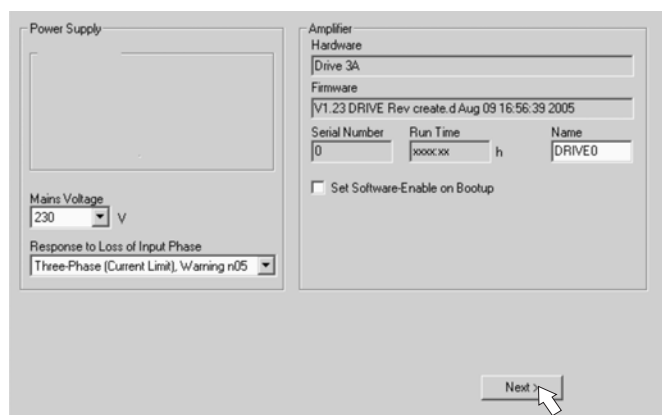 Power Supply
Mains Voltage
230 V
Response to Loss of Input Phase
Three-Phase (Current Limit), Warning n05
Amplifier
Hardware
Drive 3A
Firmware
V1.23 DRIVE Rev create.d Aug 09 16:56:39 2005
Serial Number Run Time Name
0 xxxx:xx h DRIVE0
Set Software-Enable on Bootup
Next >